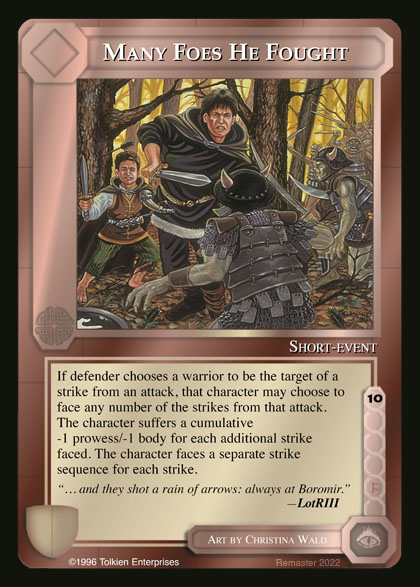 MANY FOES HE FOUGHT
SHORT-EVENT
If defender chooses a warrior to be the target of a
strike from an attack, that character may choose to
face any number of the strikes from that attack.
The character suffers a cumulative
-1 prowess/-1 body for each additional strike
faced. The character faces a separate strike
sequence for each strike.
10
“… and they shot a rain of arrows: always at Boromir.”
—LotRIII
R
ART BY CHRISTINA WALD
©1996 Tolkien Enterprises
Remaster 2022